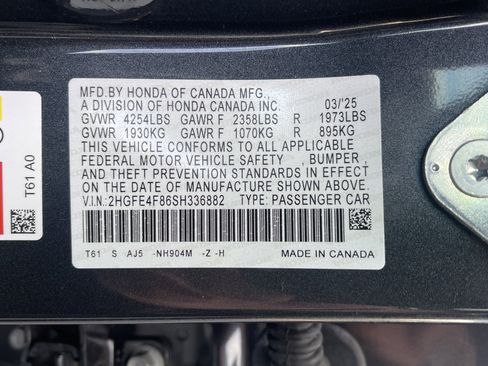 MFD.BY HONDA OF CANADA MFG.,
A DIVISION OF HONDA CANADA INC. 03/'25
GVWR 4254LBS GAWR F 2358LBS R 1973LBS
GVWR 1930KG GAWR F 1070KG R 895KG
THIS VEHICLE CONFORMS TO ALL APPLICABLE
FEDERAL MOTOR VEHICLE SAFETY , BUMPER ,
AND THEFT PREVENTION STANDARDS IN EFFECT
ON THE DATE OF MANUFACTURE SHOWN ABOVE.
V.I.N.:2HGFE4F86SH336882 TYPE: PASSENGER CAR
T61 S AJ5 -NH904M -Z -H MADE IN CANADA
T61 A0